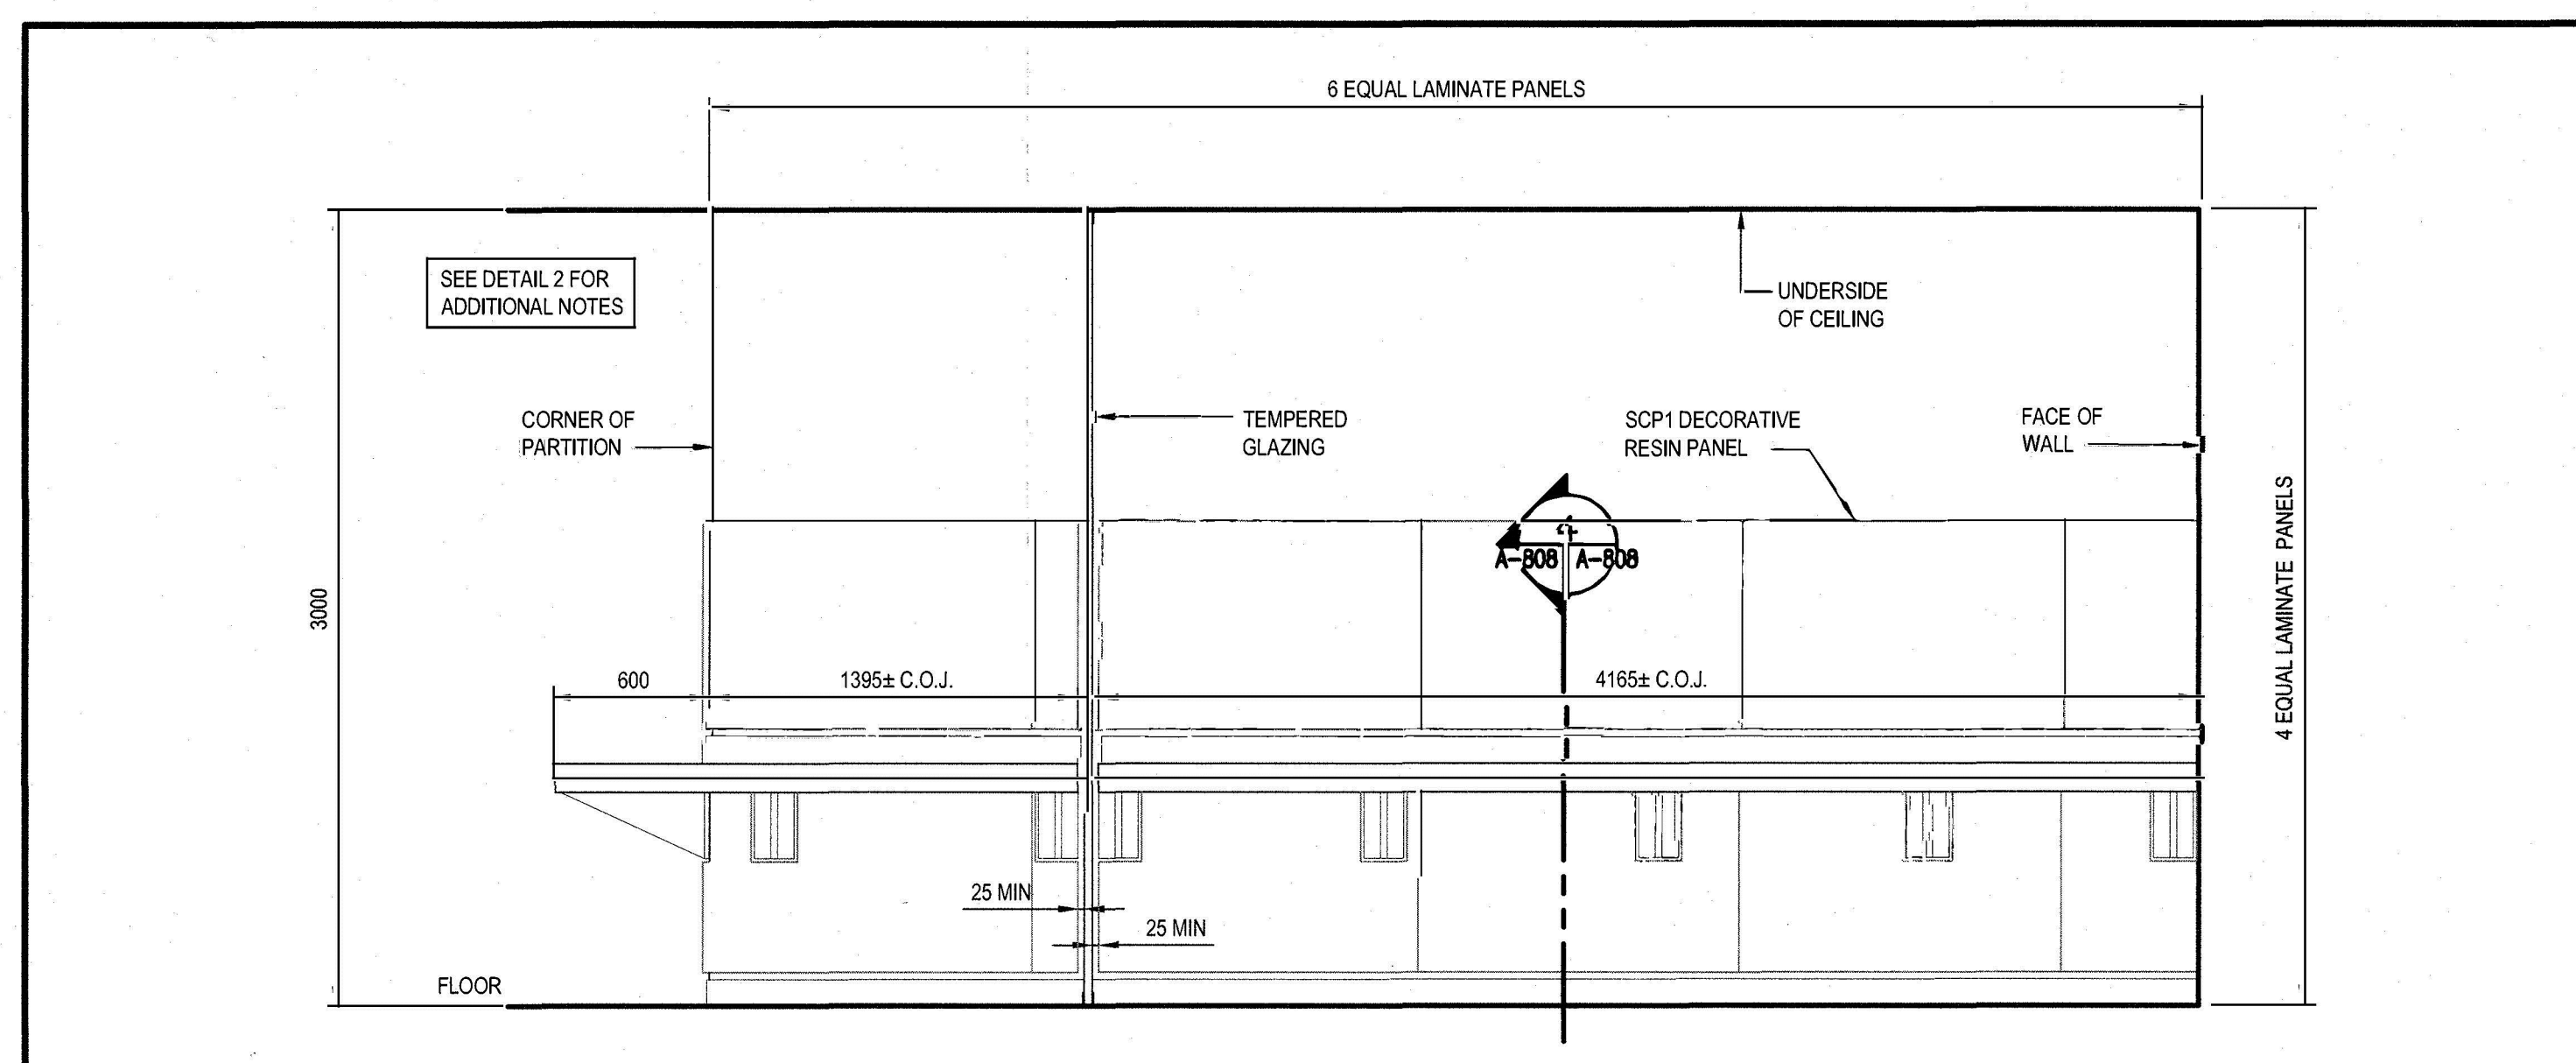 6 EQUAL LAMINATE PANELS
SEE DETAIL 2 FOR
ADDITIONAL NOTES
UNDERSIDE
OF CEILING
CORNER OF
PARTITION
TEMPERED
GLAZING
SCP1 DECORATIVE
RESIN PANEL
FACE OF
WALL
A-808 A-808
3000
4 EQUAL LAMINATE PANELS
600
1395± C.O.J.
4165± C.O.J.
25 MIN
25 MIN
FLOOR